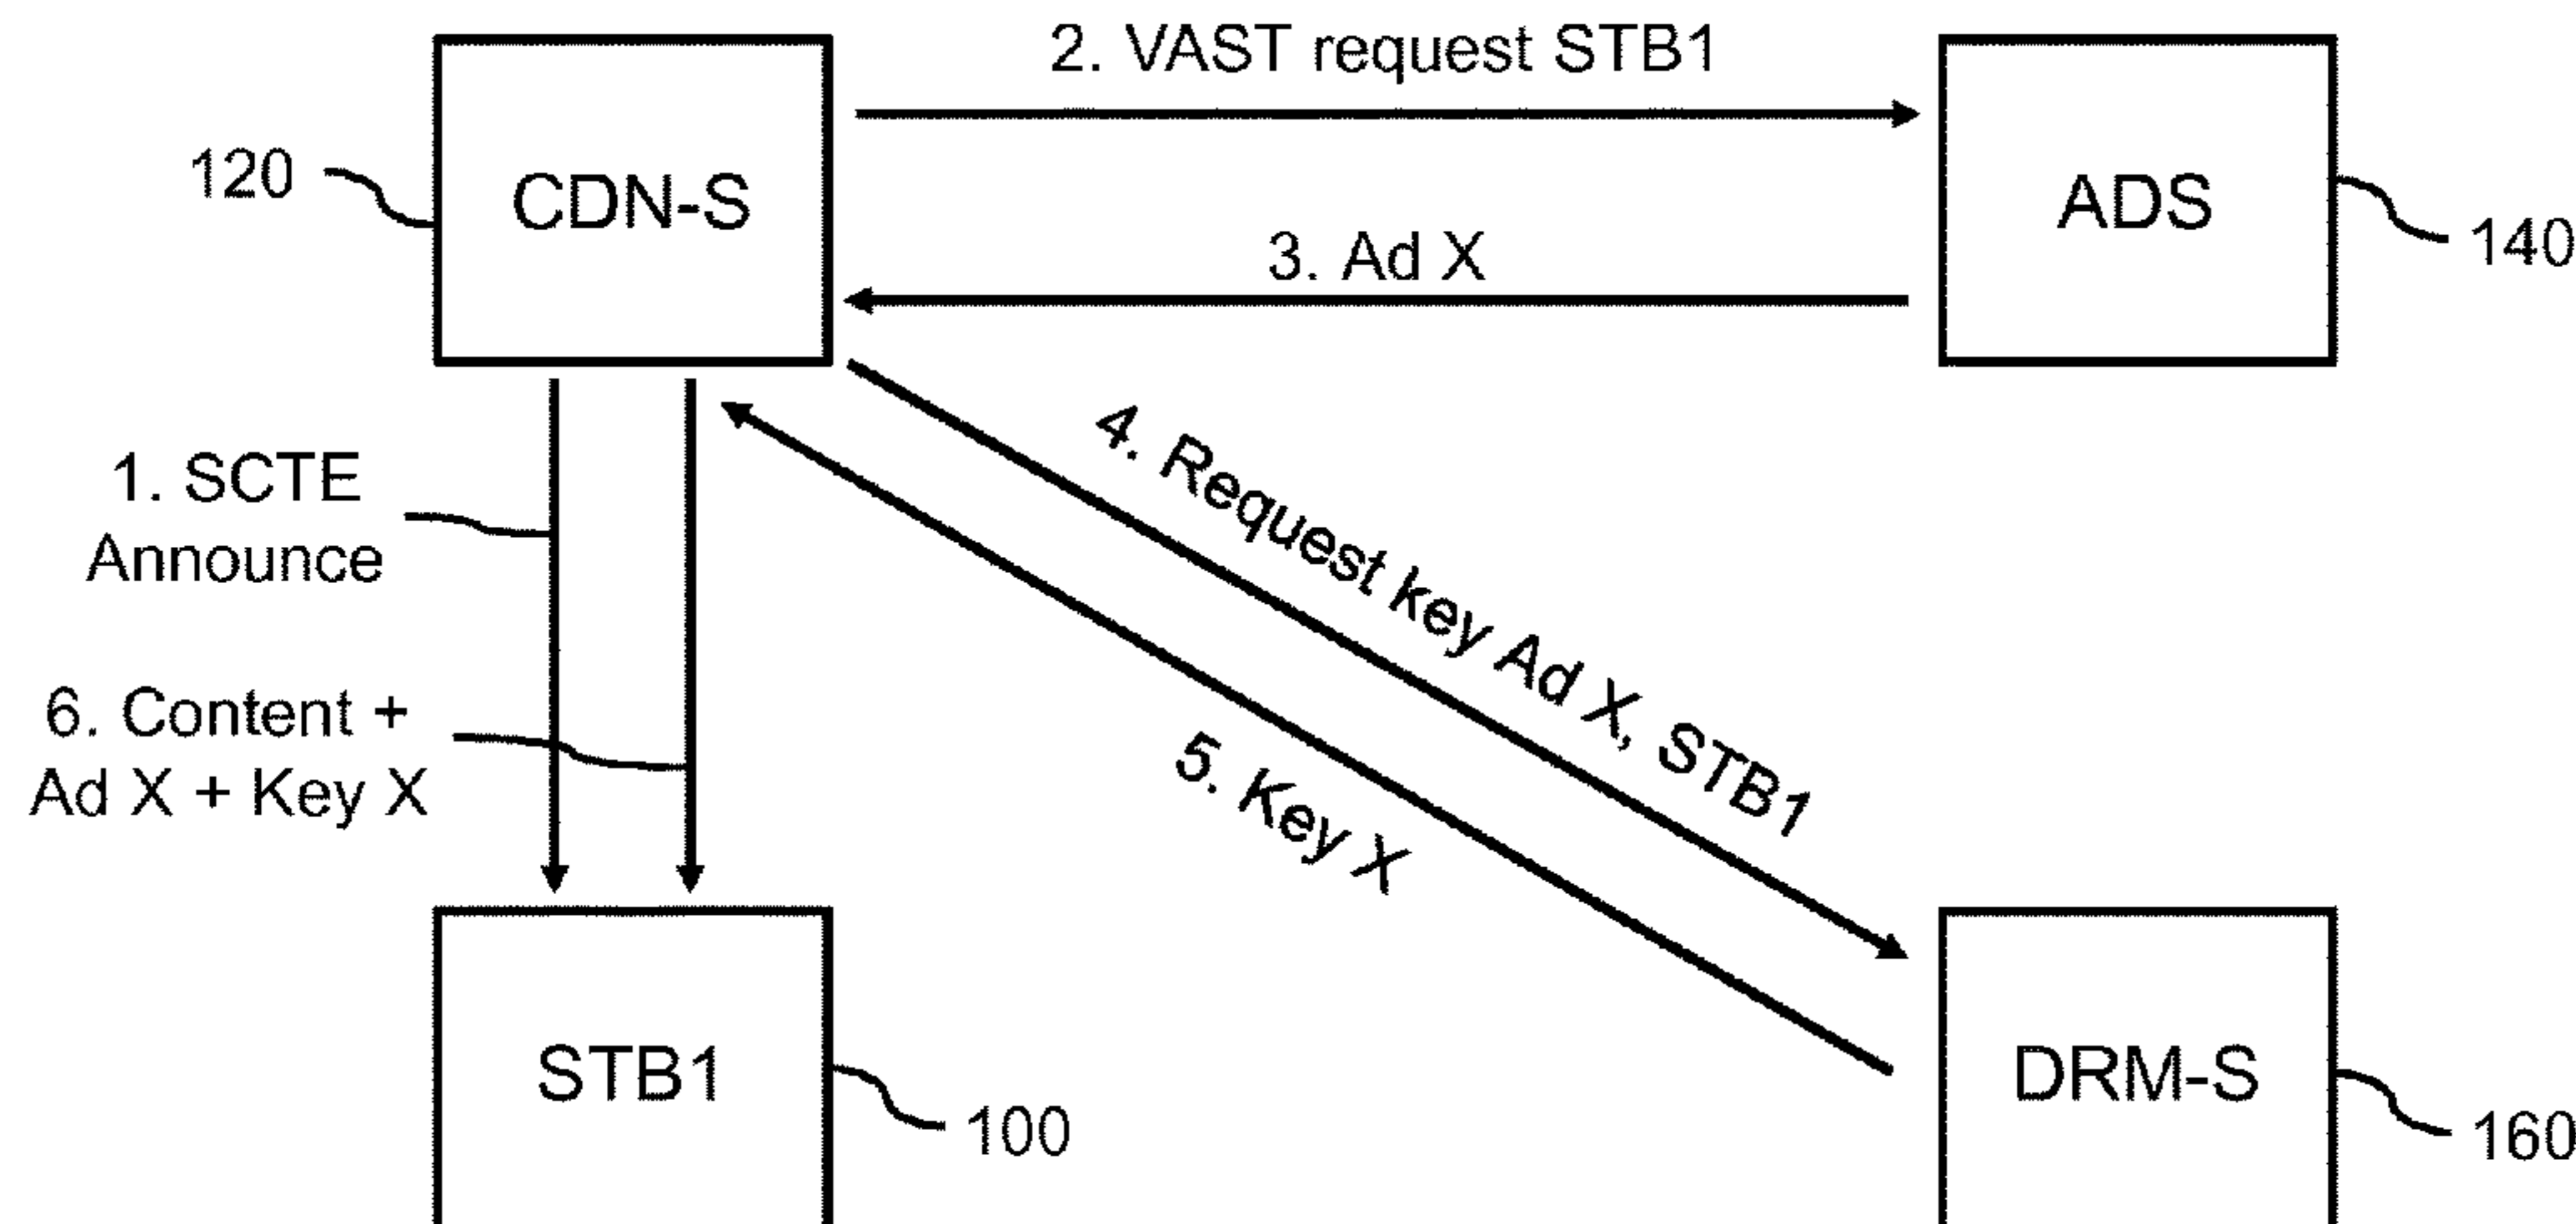 2. VAST request STB1
120
CDN-S
ADS
140
3. Ad X
1. SCTE
Announce
4. Request key Ad X, STB1
5. Key X
6. Content +
Ad X + Key X
STB1
100
DRM-S
160